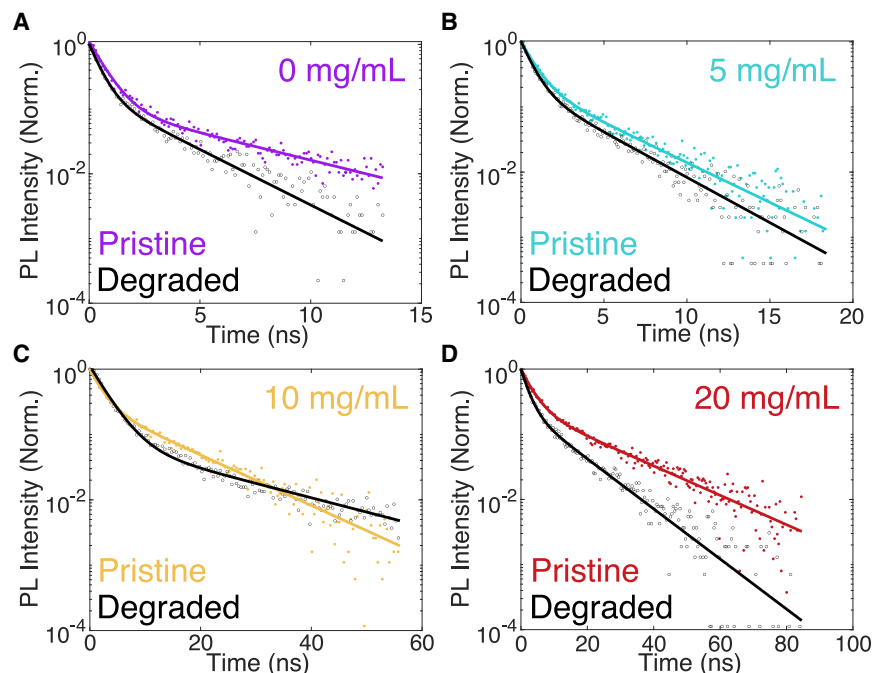 A
PL Intensity (Norm.)
10^0
10^-2
10^-4
0 mg/mL
Pristine
Degraded
0 5 10 15
Time (ns)
B
PL Intensity (Norm.)
10^0
10^-2
10^-4
5 mg/mL
Pristine
Degraded
0 5 10 15 20
Time (ns)
C
PL Intensity (Norm.)
10^0
10^-2
10^-4
10 mg/mL
Pristine
Degraded
0 20 40 60
Time (ns)
D
PL Intensity (Norm.)
10^0
10^-2
10^-4
20 mg/mL
Pristine
Degraded
0 20 40 60 80 100
Time (ns)